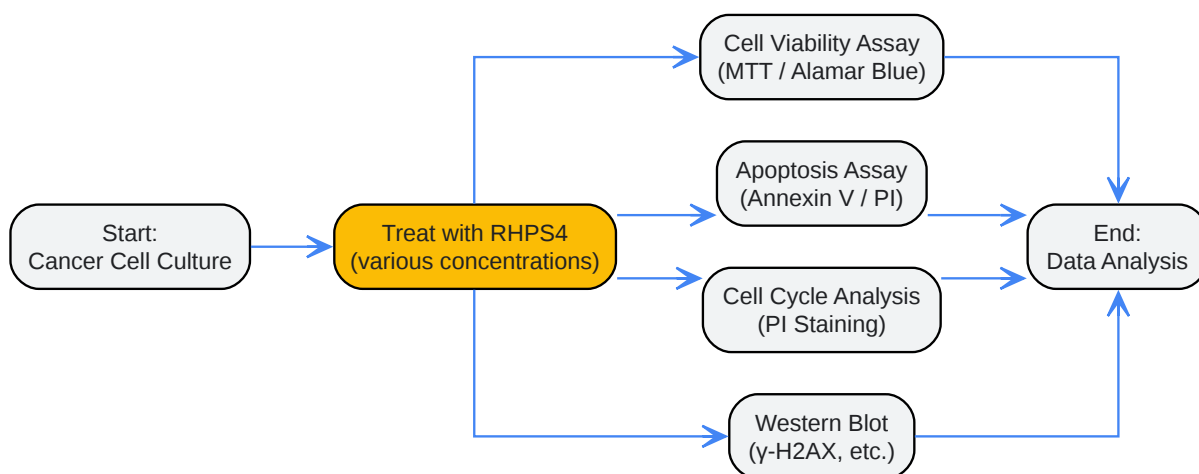 Start:
Cancer Cell Culture
Treat with RHPS4
(various concentrations)
Cell Viability Assay
(MTT / Alamar Blue)
Apoptosis Assay
(Annexin V / PI)
Cell Cycle Analysis
(PI Staining)
Western Blot
(γ-H2AX, etc.)
End:
Data Analysis